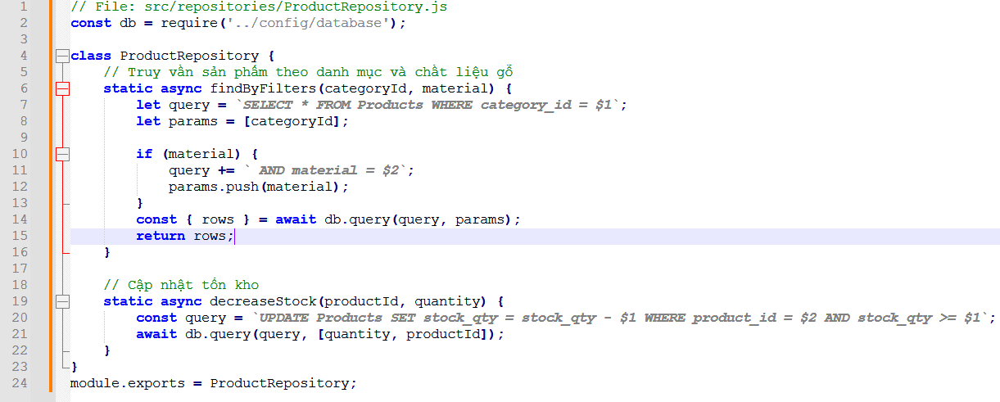 1 // File: src/repositories/ProductRepository.js
2 const db = require('../config/database');
3
4 class ProductRepository {
5 // Truy vấn sản phẩm theo danh mục và chất liệu gỗ
6 static async findByFilters(categoryId, material) {
7 let query = `SELECT * FROM Products WHERE category_id = $1`;
8 let params = [categoryId];
9
10 if (material) {
11 query += ` AND material = $2`;
12 params.push(material);
13 }
14 const { rows } = await db.query(query, params);
15 return rows;
16 }
17
18 // Cập nhật tồn kho
19 static async decreaseStock(productId, quantity) {
20 const query = `UPDATE Products SET stock_qty = stock_qty - $1 WHERE product_id = $2 AND stock_qty >= $1`;
21 await db.query(query, [quantity, productId]);
22 }
23 }
24 module.exports = ProductRepository;